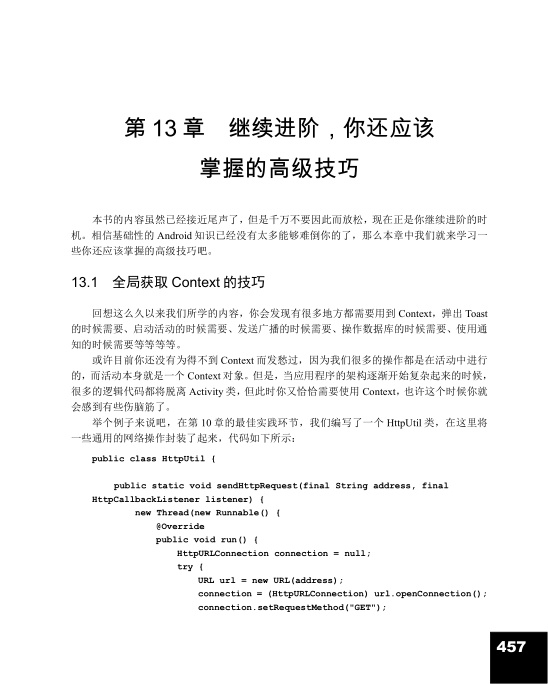 第 13 章　继续进阶，你还应该
掌握的高级技巧
本书的内容虽然已经接近尾声了，但是千万不要因此而放松，现在正是你继续进阶的时
机。相信基础性的 Android 知识已经没有太多能够难倒你的了，那么本章中我们就来学习一
些你还应该掌握的高级技巧吧。
13.1　全局获取 Context 的技巧
回想这么久以来我们所学的内容，你会发现有很多地方都需要用到 Context，弹出 Toast
的时候需要、启动活动的时候需要、发送广播的时候需要、操作数据库的时候需要、使用通
知的时候需要等等等等。
或许目前你还没有为得不到 Context 而发愁过，因为我们很多的操作都是在活动中进行
的，而活动本身就是一个 Context 对象。但是，当应用程序的架构逐渐开始复杂起来的时候，
很多的逻辑代码都将脱离 Activity 类，但此时你又恰恰需要使用 Context，也许这个时候你就
会感到有些伤脑筋了。
举个例子来说吧，在第 10 章的最佳实践环节，我们编写了一个 HttpUtil 类，在这里将
一些通用的网络操作封装了起来，代码如下所示：
public class HttpUtil {
public static void sendHttpRequest(final String address, final
HttpCallbackListener listener) {
new Thread(new Runnable() {
@Override
public void run() {
HttpURLConnection connection = null;
try {
URL url = new URL(address);
connection = (HttpURLConnection) url.openConnection();
connection.setRequestMethod("GET");
457